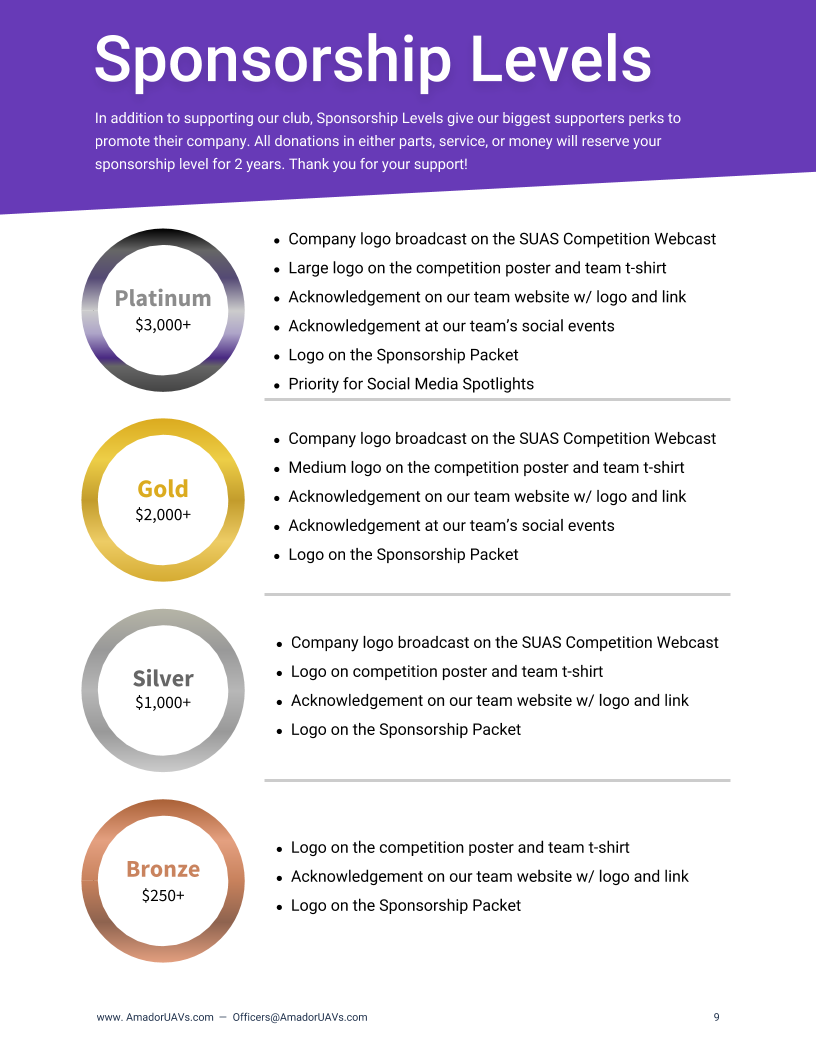 Sponsorship Levels
In addition to supporting our club, Sponsorship Levels give our biggest supporters perks to
promote their company. All donations in either parts, service, or money will reserve your
sponsorship level for 2 years. Thank you for your support!
Platinum
$3,000+
• Company logo broadcast on the SUAS Competition Webcast
• Large logo on the competition poster and team t-shirt
• Acknowledgement on our team website w/ logo and link
• Acknowledgement at our team’s social events
• Logo on the Sponsorship Packet
• Priority for Social Media Spotlights
Gold
$2,000+
• Company logo broadcast on the SUAS Competition Webcast
• Medium logo on the competition poster and team t-shirt
• Acknowledgement on our team website w/ logo and link
• Acknowledgement at our team’s social events
• Logo on the Sponsorship Packet
Silver
$1,000+
• Company logo broadcast on the SUAS Competition Webcast
• Logo on competition poster and team t-shirt
• Acknowledgement on our team website w/ logo and link
• Logo on the Sponsorship Packet
Bronze
$250+
• Logo on the competition poster and team t-shirt
• Acknowledgement on our team website w/ logo and link
• Logo on the Sponsorship Packet
www. AmadorUAVs.com — Officers@AmadorUAVs.com 9